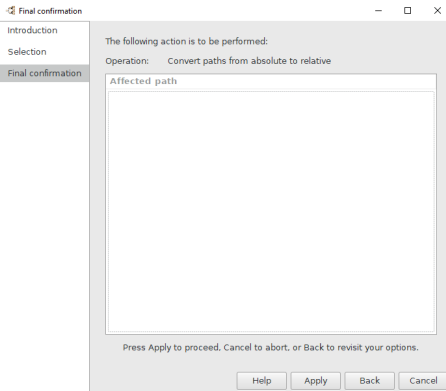 Final confirmation
Introduction
Selection
Final confirmation
The following action is to be performed:
Operation: Convert paths from absolute to relative
Affected path
Press Apply to proceed, Cancel to abort, or Back to revisit your options.
Help Apply Back Cancel